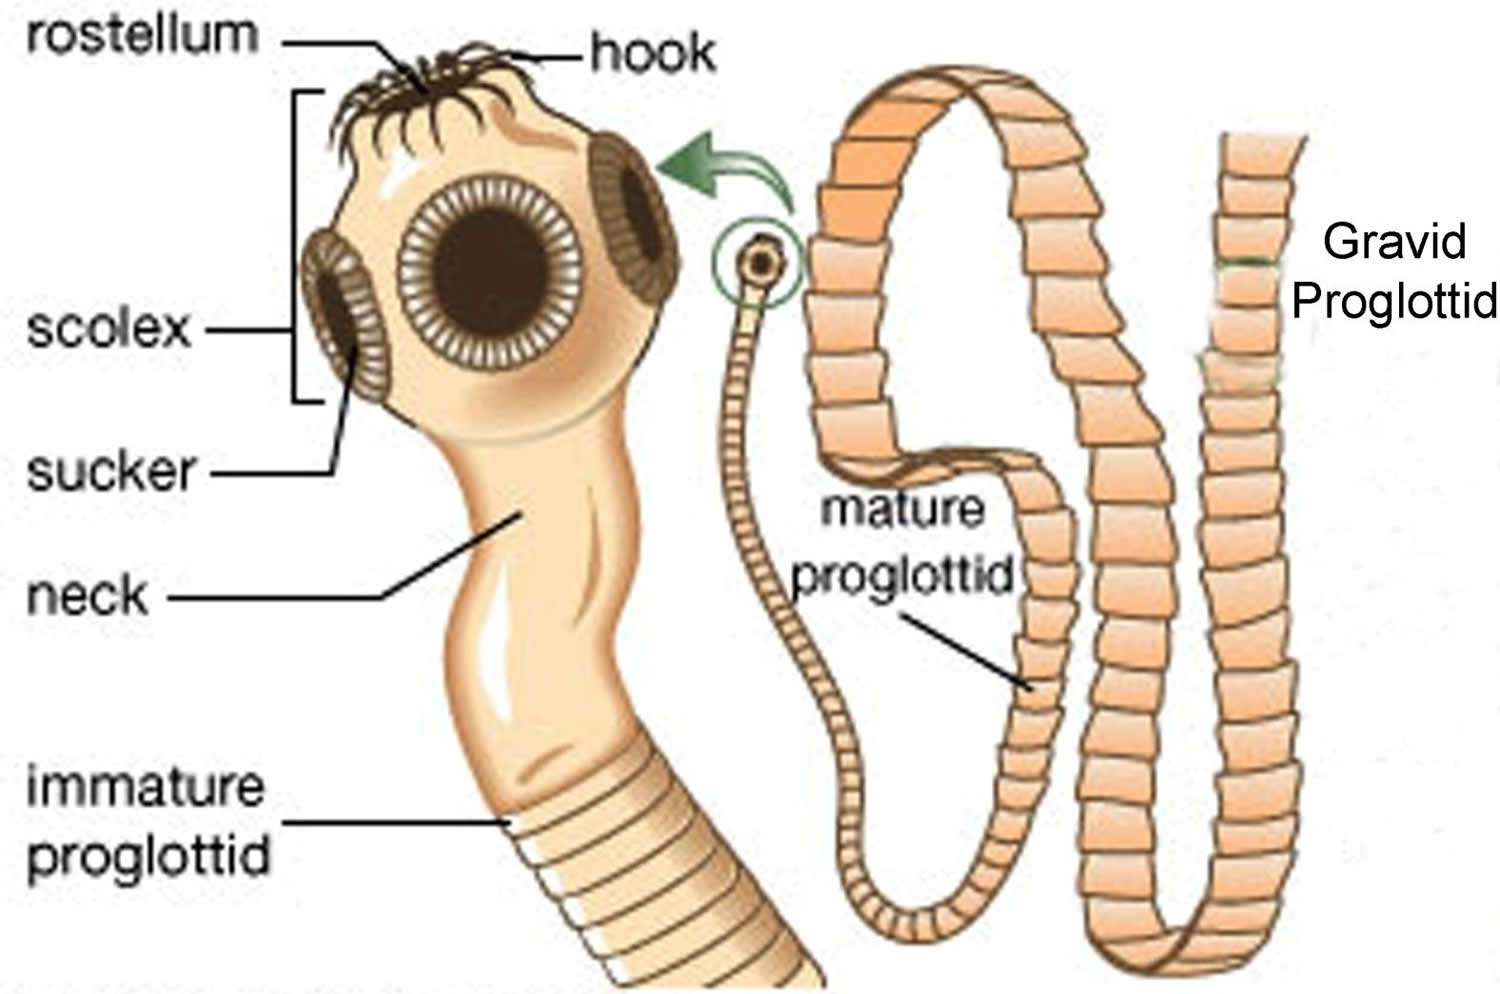 rostellum
hook
scolex
sucker
neck
immature
proglottid
mature
proglottid
Gravid
Proglottid